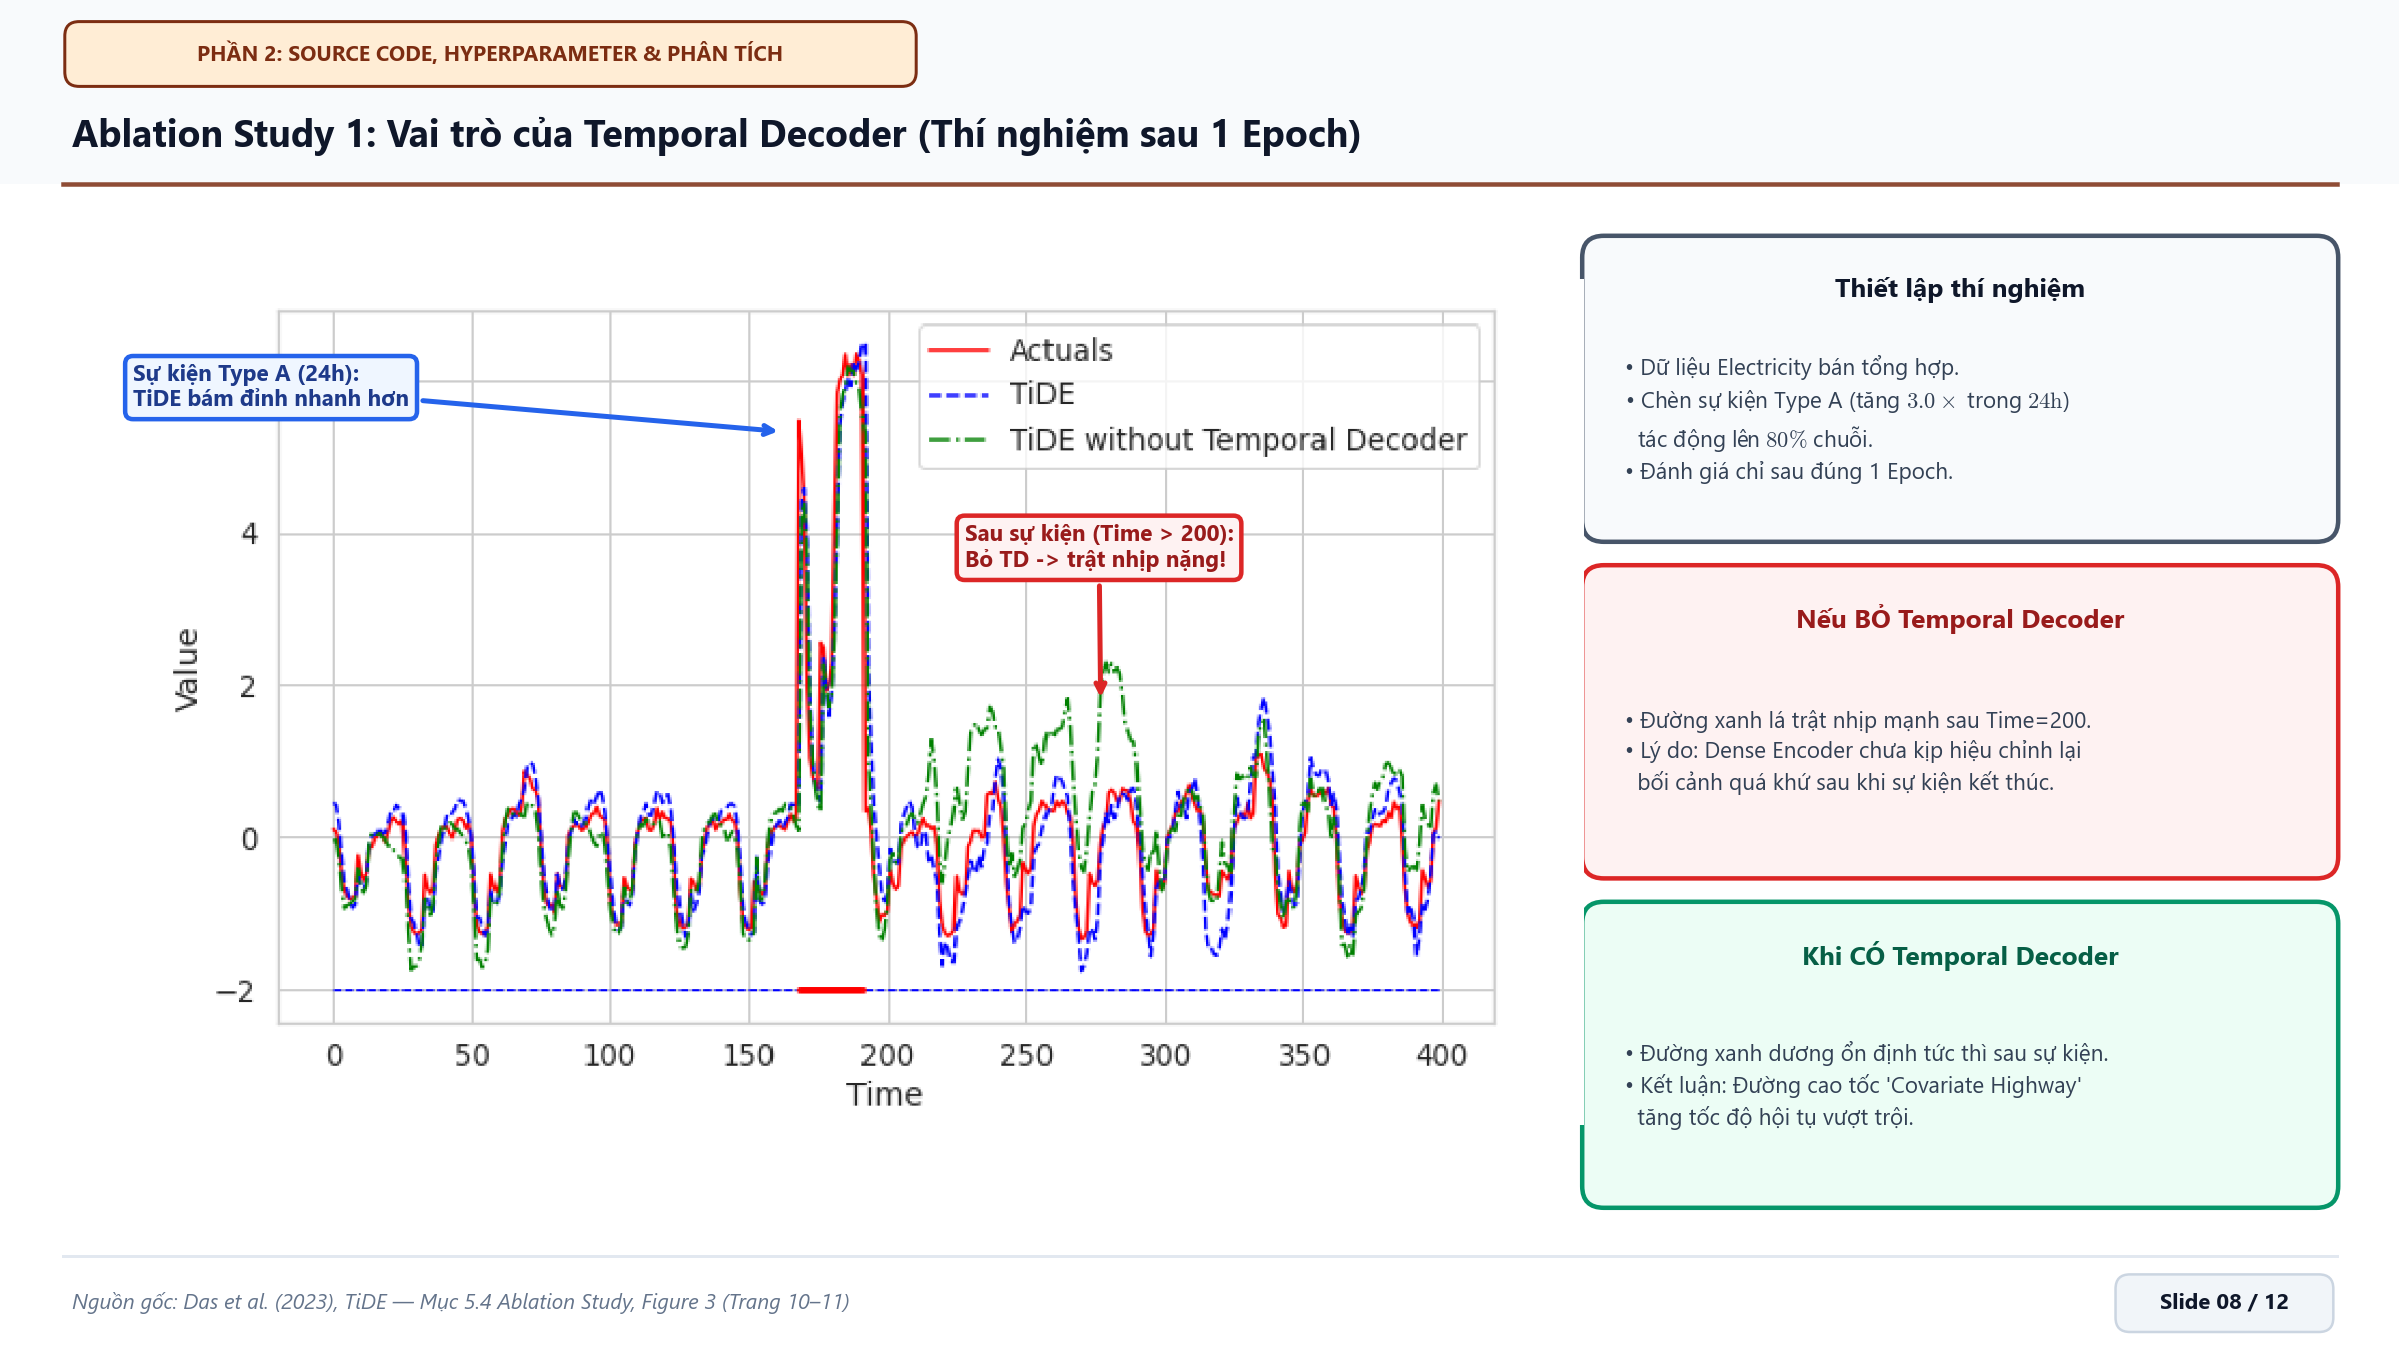 PHẦN 2: SOURCE CODE, HYPERPARAMETER & PHÂN TÍCH
Ablation Study 1: Vai trò của Temporal Decoder (Thí nghiệm sau 1 Epoch)
Sự kiện Type A (24h):
TiDE bám đỉnh nhanh hơn
Actuals
TiDE
TiDE without Temporal Decoder
Sau sự kiện (Time > 200):
Bỏ TD -> trật nhịp nặng!
Value
4
2
0
−2
0 50 100 150 200 250 300 350 400
Time
Thiết lập thí nghiệm
• Dữ liệu Electricity bán tổng hợp.
• Chèn sự kiện Type A (tăng 3.0 × trong 24h)
tác động lên 80% chuỗi.
• Đánh giá chỉ sau đúng 1 Epoch.
Nếu BỎ Temporal Decoder
• Đường xanh lá trật nhịp mạnh sau Time=200.
• Lý do: Dense Encoder chưa kịp hiệu chỉnh lại
bối cảnh quá khứ sau khi sự kiện kết thúc.
Khi CÓ Temporal Decoder
• Đường xanh dương ổn định tức thì sau sự kiện.
• Kết luận: Đường cao tốc 'Covariate Highway'
tăng tốc độ hội tụ vượt trội.
Nguồn gốc: Das et al. (2023), TiDE — Mục 5.4 Ablation Study, Figure 3 (Trang 10–11)
Slide 08 / 12